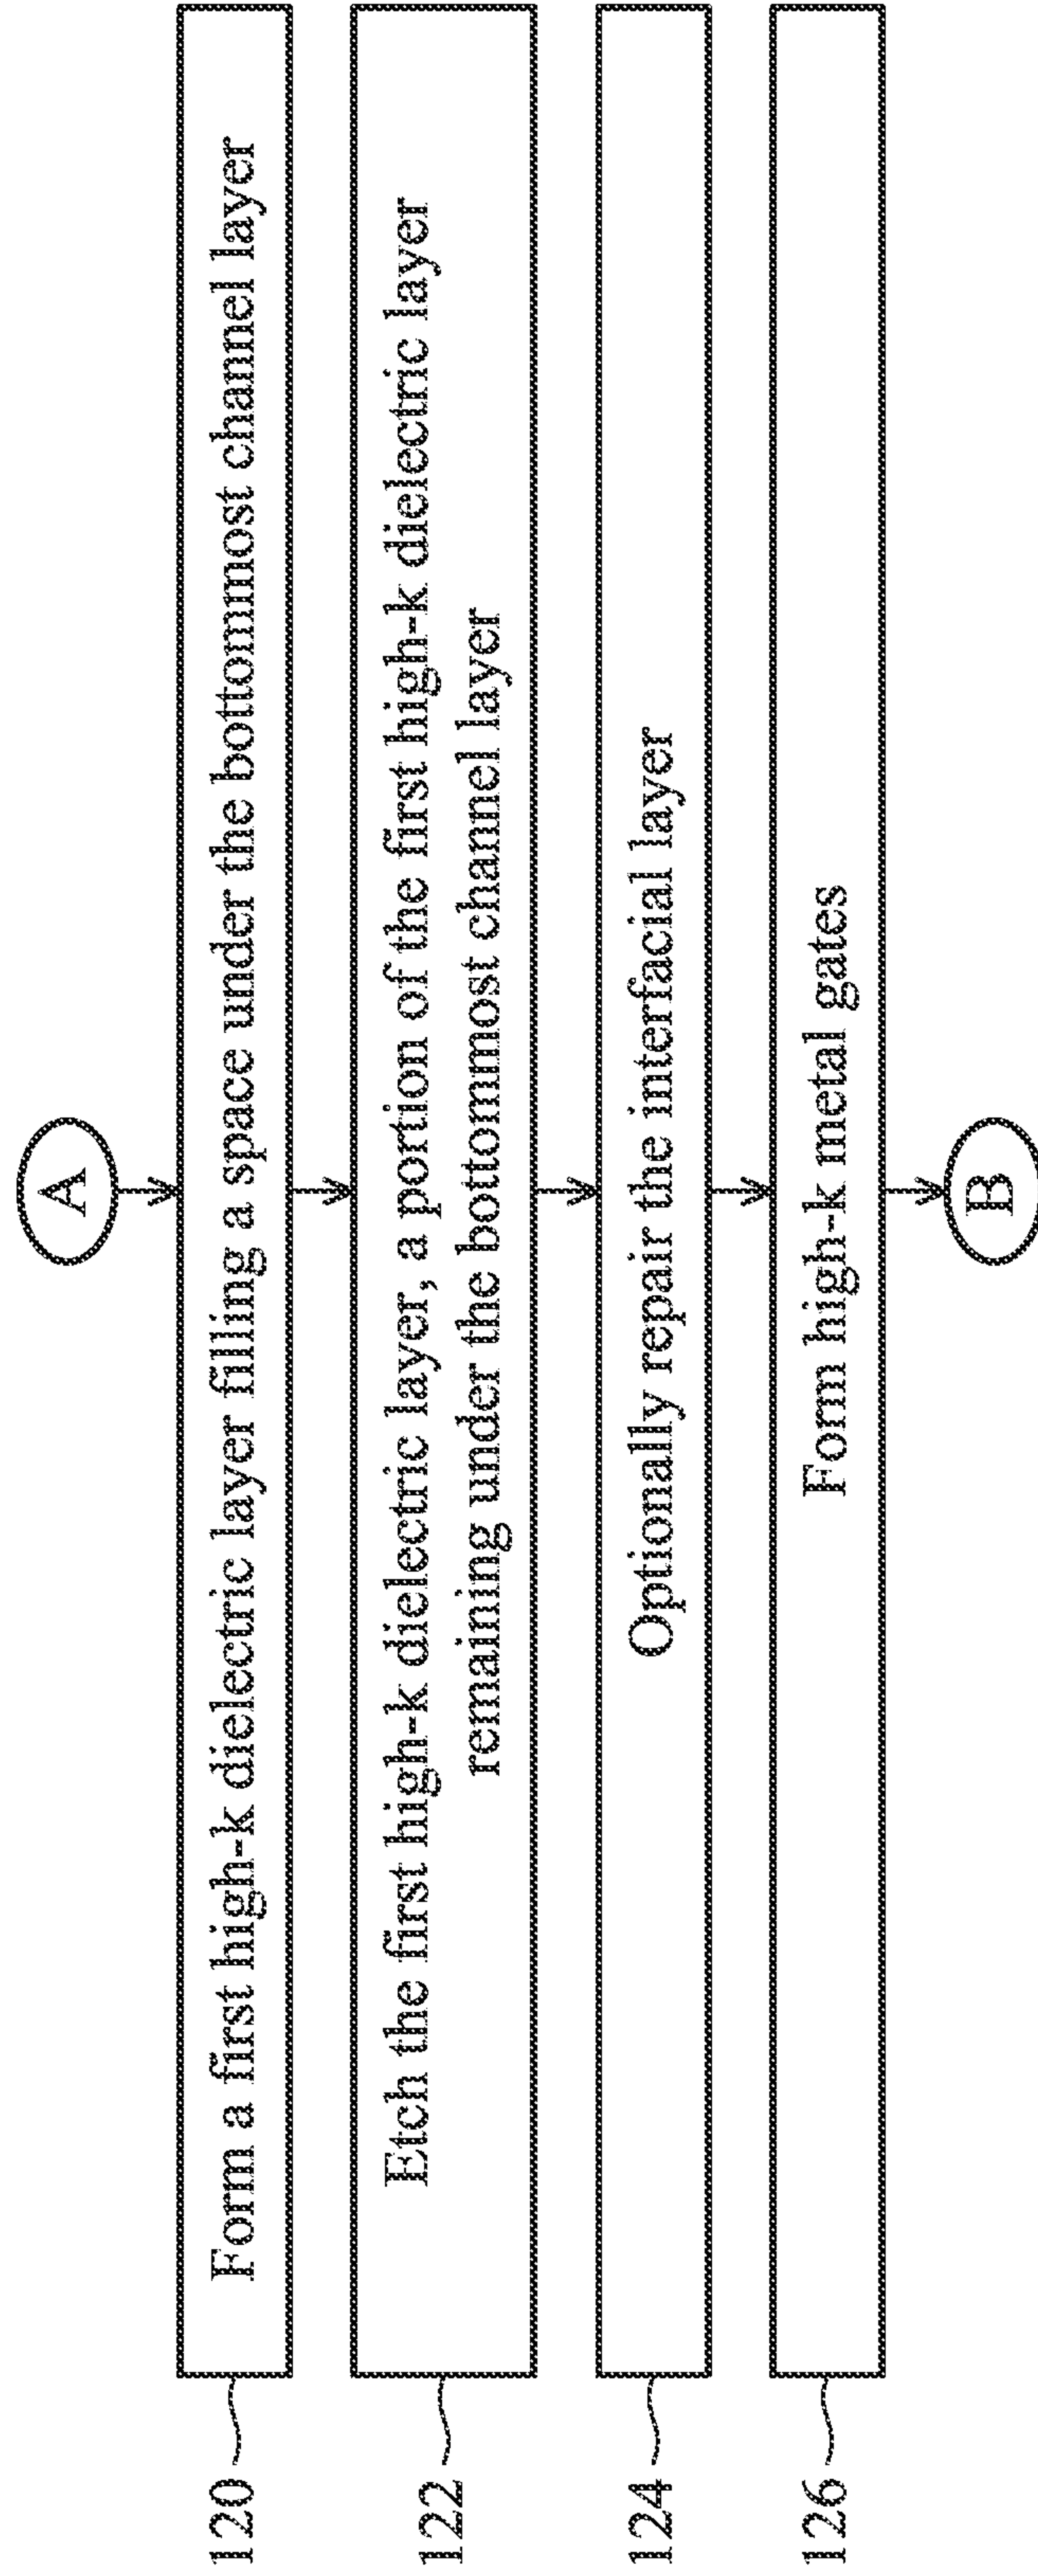 A
120
Form a first high-k dielectric layer filling a space under the bottommost channel layer
122
Etch the first high-k dielectric layer, a portion of the first high-k dielectric layer
remaining under the bottommost channel layer
124
Optionally repair the interfacial layer
126
Form high-k metal gates
B